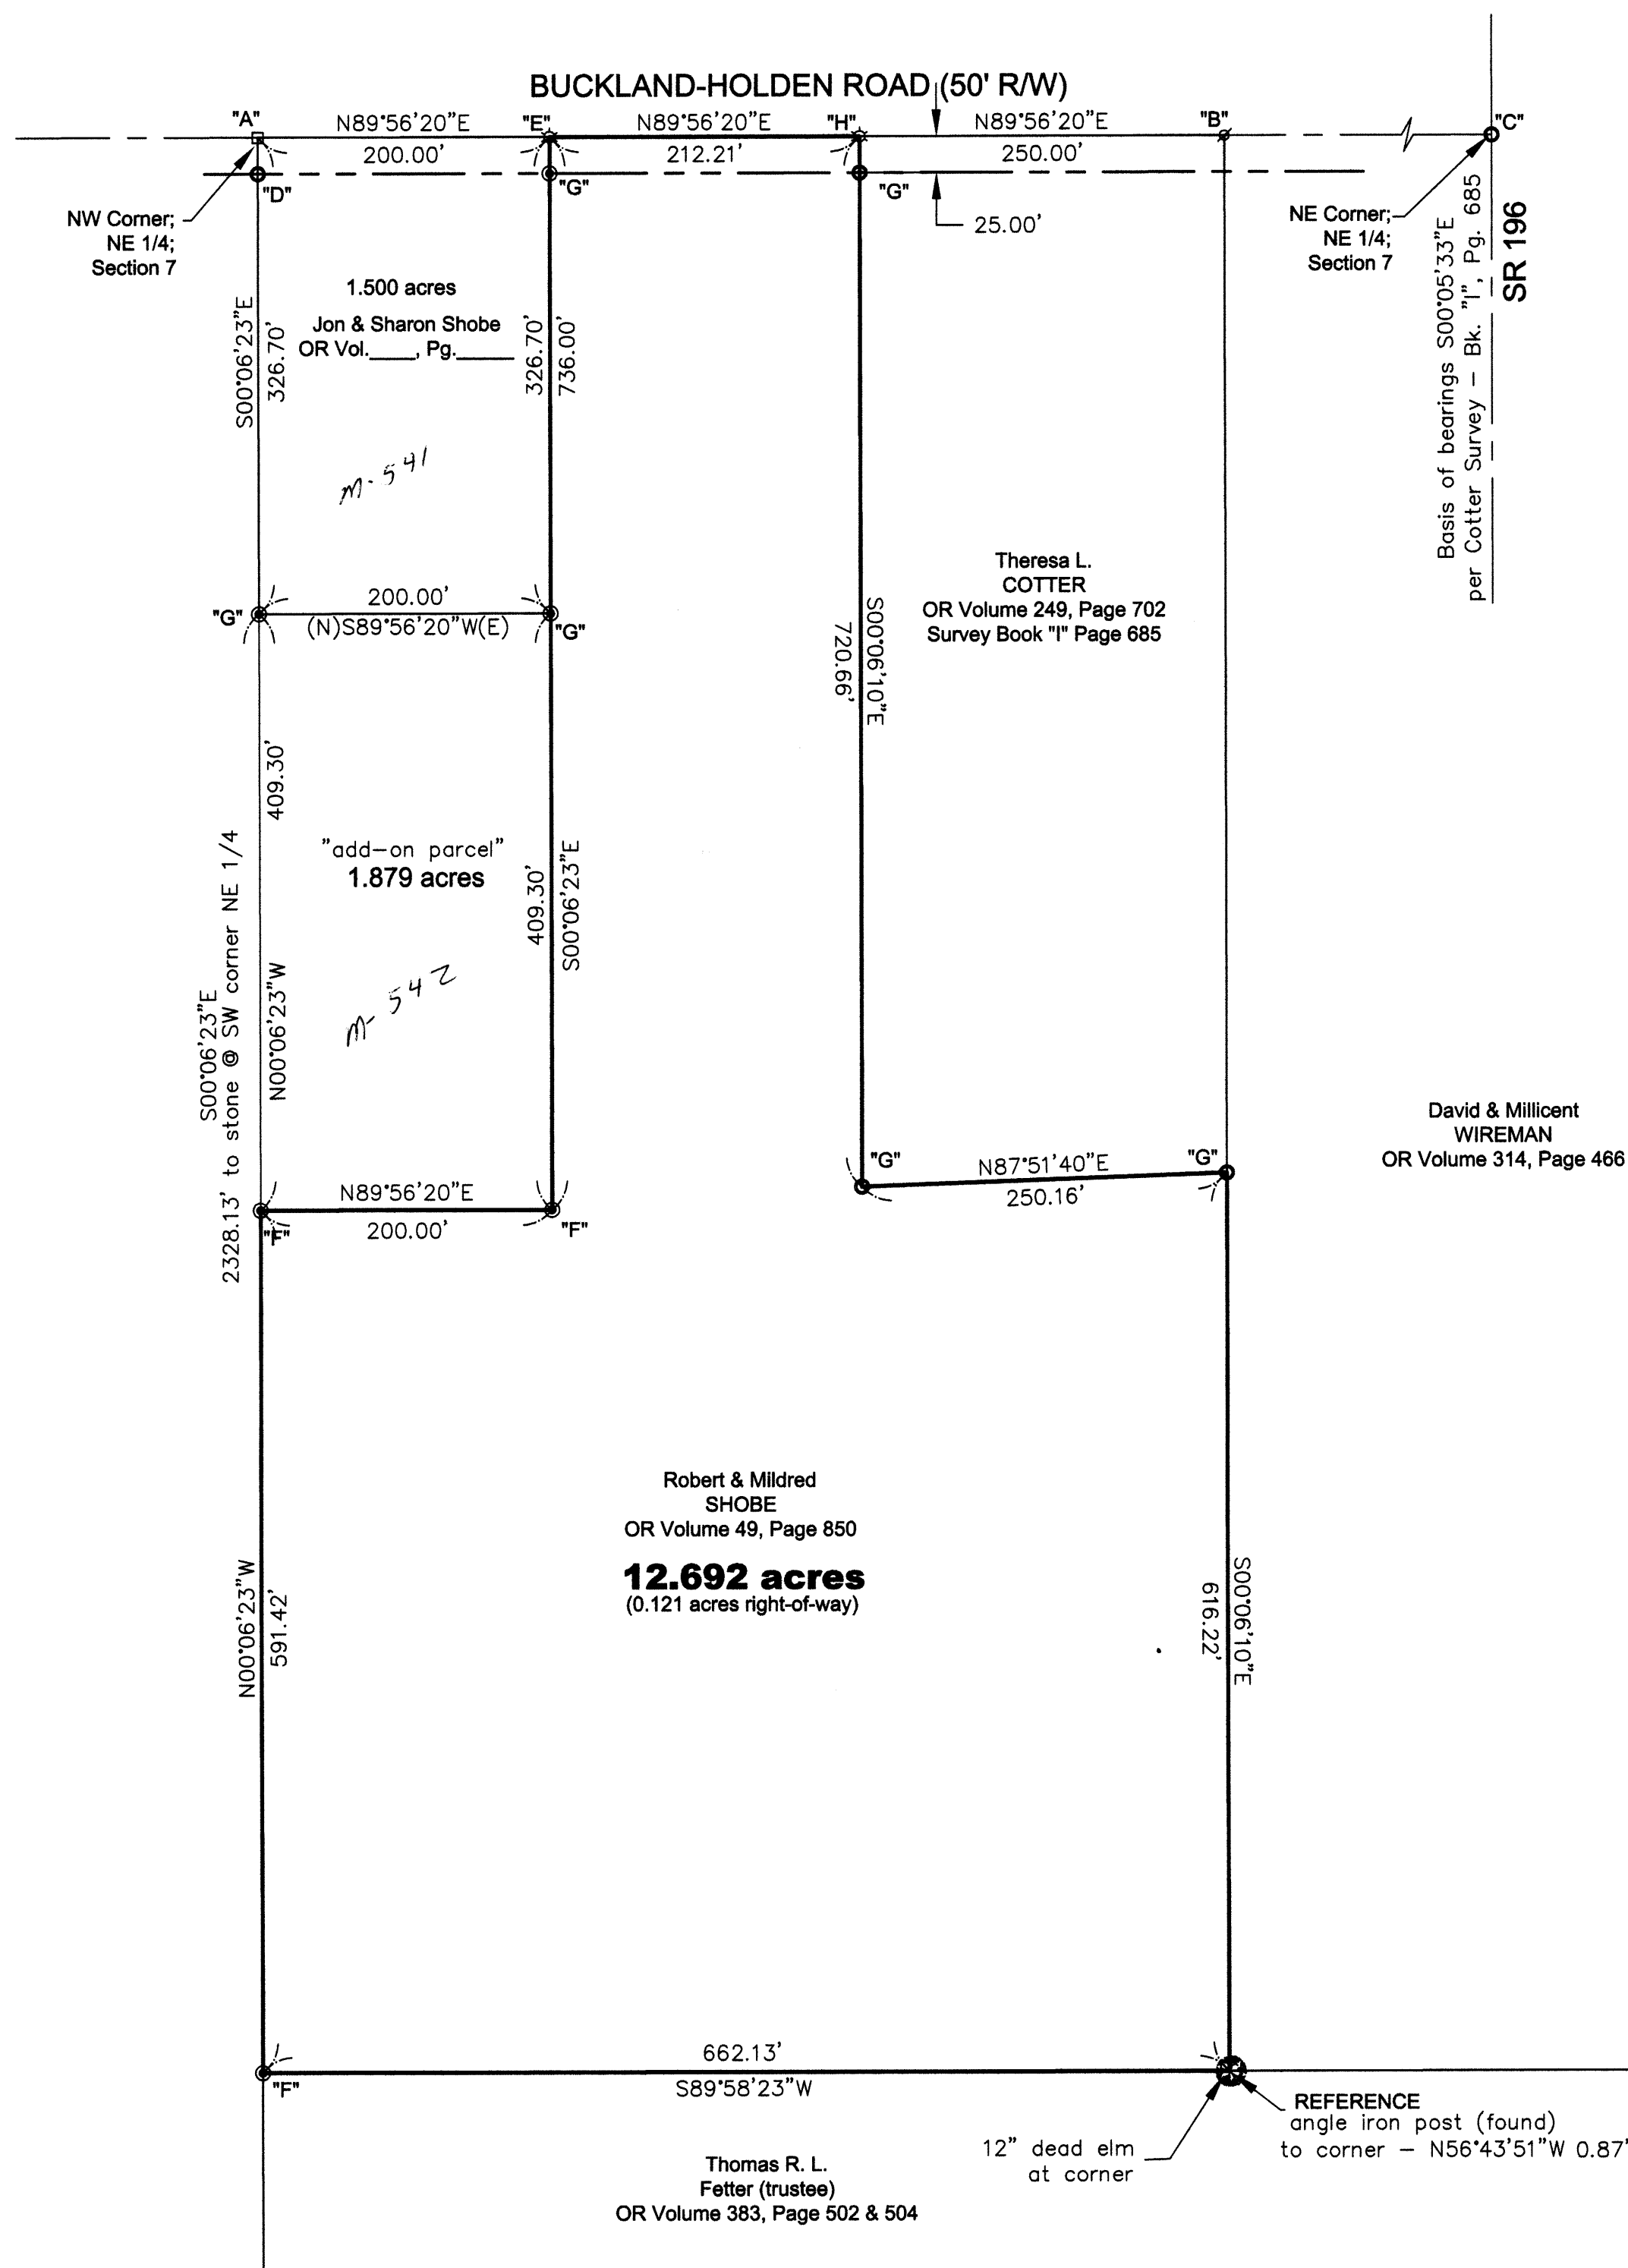 BUCKLAND-HOLDEN ROAD (50' R/W)
"A"
N89°56'20"E
200.00'
"E"
N89°56'20"E
212.21'
"H"
N89°56'20"E
250.00'
"B"
"C"
"D"
"G"
"G"
25.00'
NW Corner;
NE 1/4;
Section 7
NE Corner;
NE 1/4;
Section 7
Basis of bearings S00°05'33"E
per Cotter Survey – Bk. "I", Pg. 685
SR 196
1.500 acres
Jon & Sharon Shobe
OR Vol.____, Pg.____
S00°06'23"E
326.70'
326.70'
736.00'
M-541
"G"
200.00'
(N)S89°56'20"W(E)
"G"
Theresa L.
COTTER
OR Volume 249, Page 702
Survey Book "I" Page 685
S00°06'10"E
720.66'
409.30'
"add-on parcel"
1.879 acres
409.30'
S00°06'23"E
M-542
S00°06'23"E
2328.13' to stone @ SW corner NE 1/4
N00°06'23"W
David & Millicent
WIREMAN
OR Volume 314, Page 466
"G"
N87°51'40"E
250.16'
"G"
N89°56'20"E
200.00'
"F"
"F"
Robert & Mildred
SHOBE
OR Volume 49, Page 850
12.692 acres
(0.121 acres right-of-way)
N00°06'23"W
591.42'
S00°06'10"E
616.22'
662.13'
S89°58'23"W
"F"
REFERENCE
angle iron post (found)
to corner – N56°43'51"W 0.87'
12" dead elm
at corner
Thomas R. L.
Fetter (trustee)
OR Volume 383, Page 502 & 504